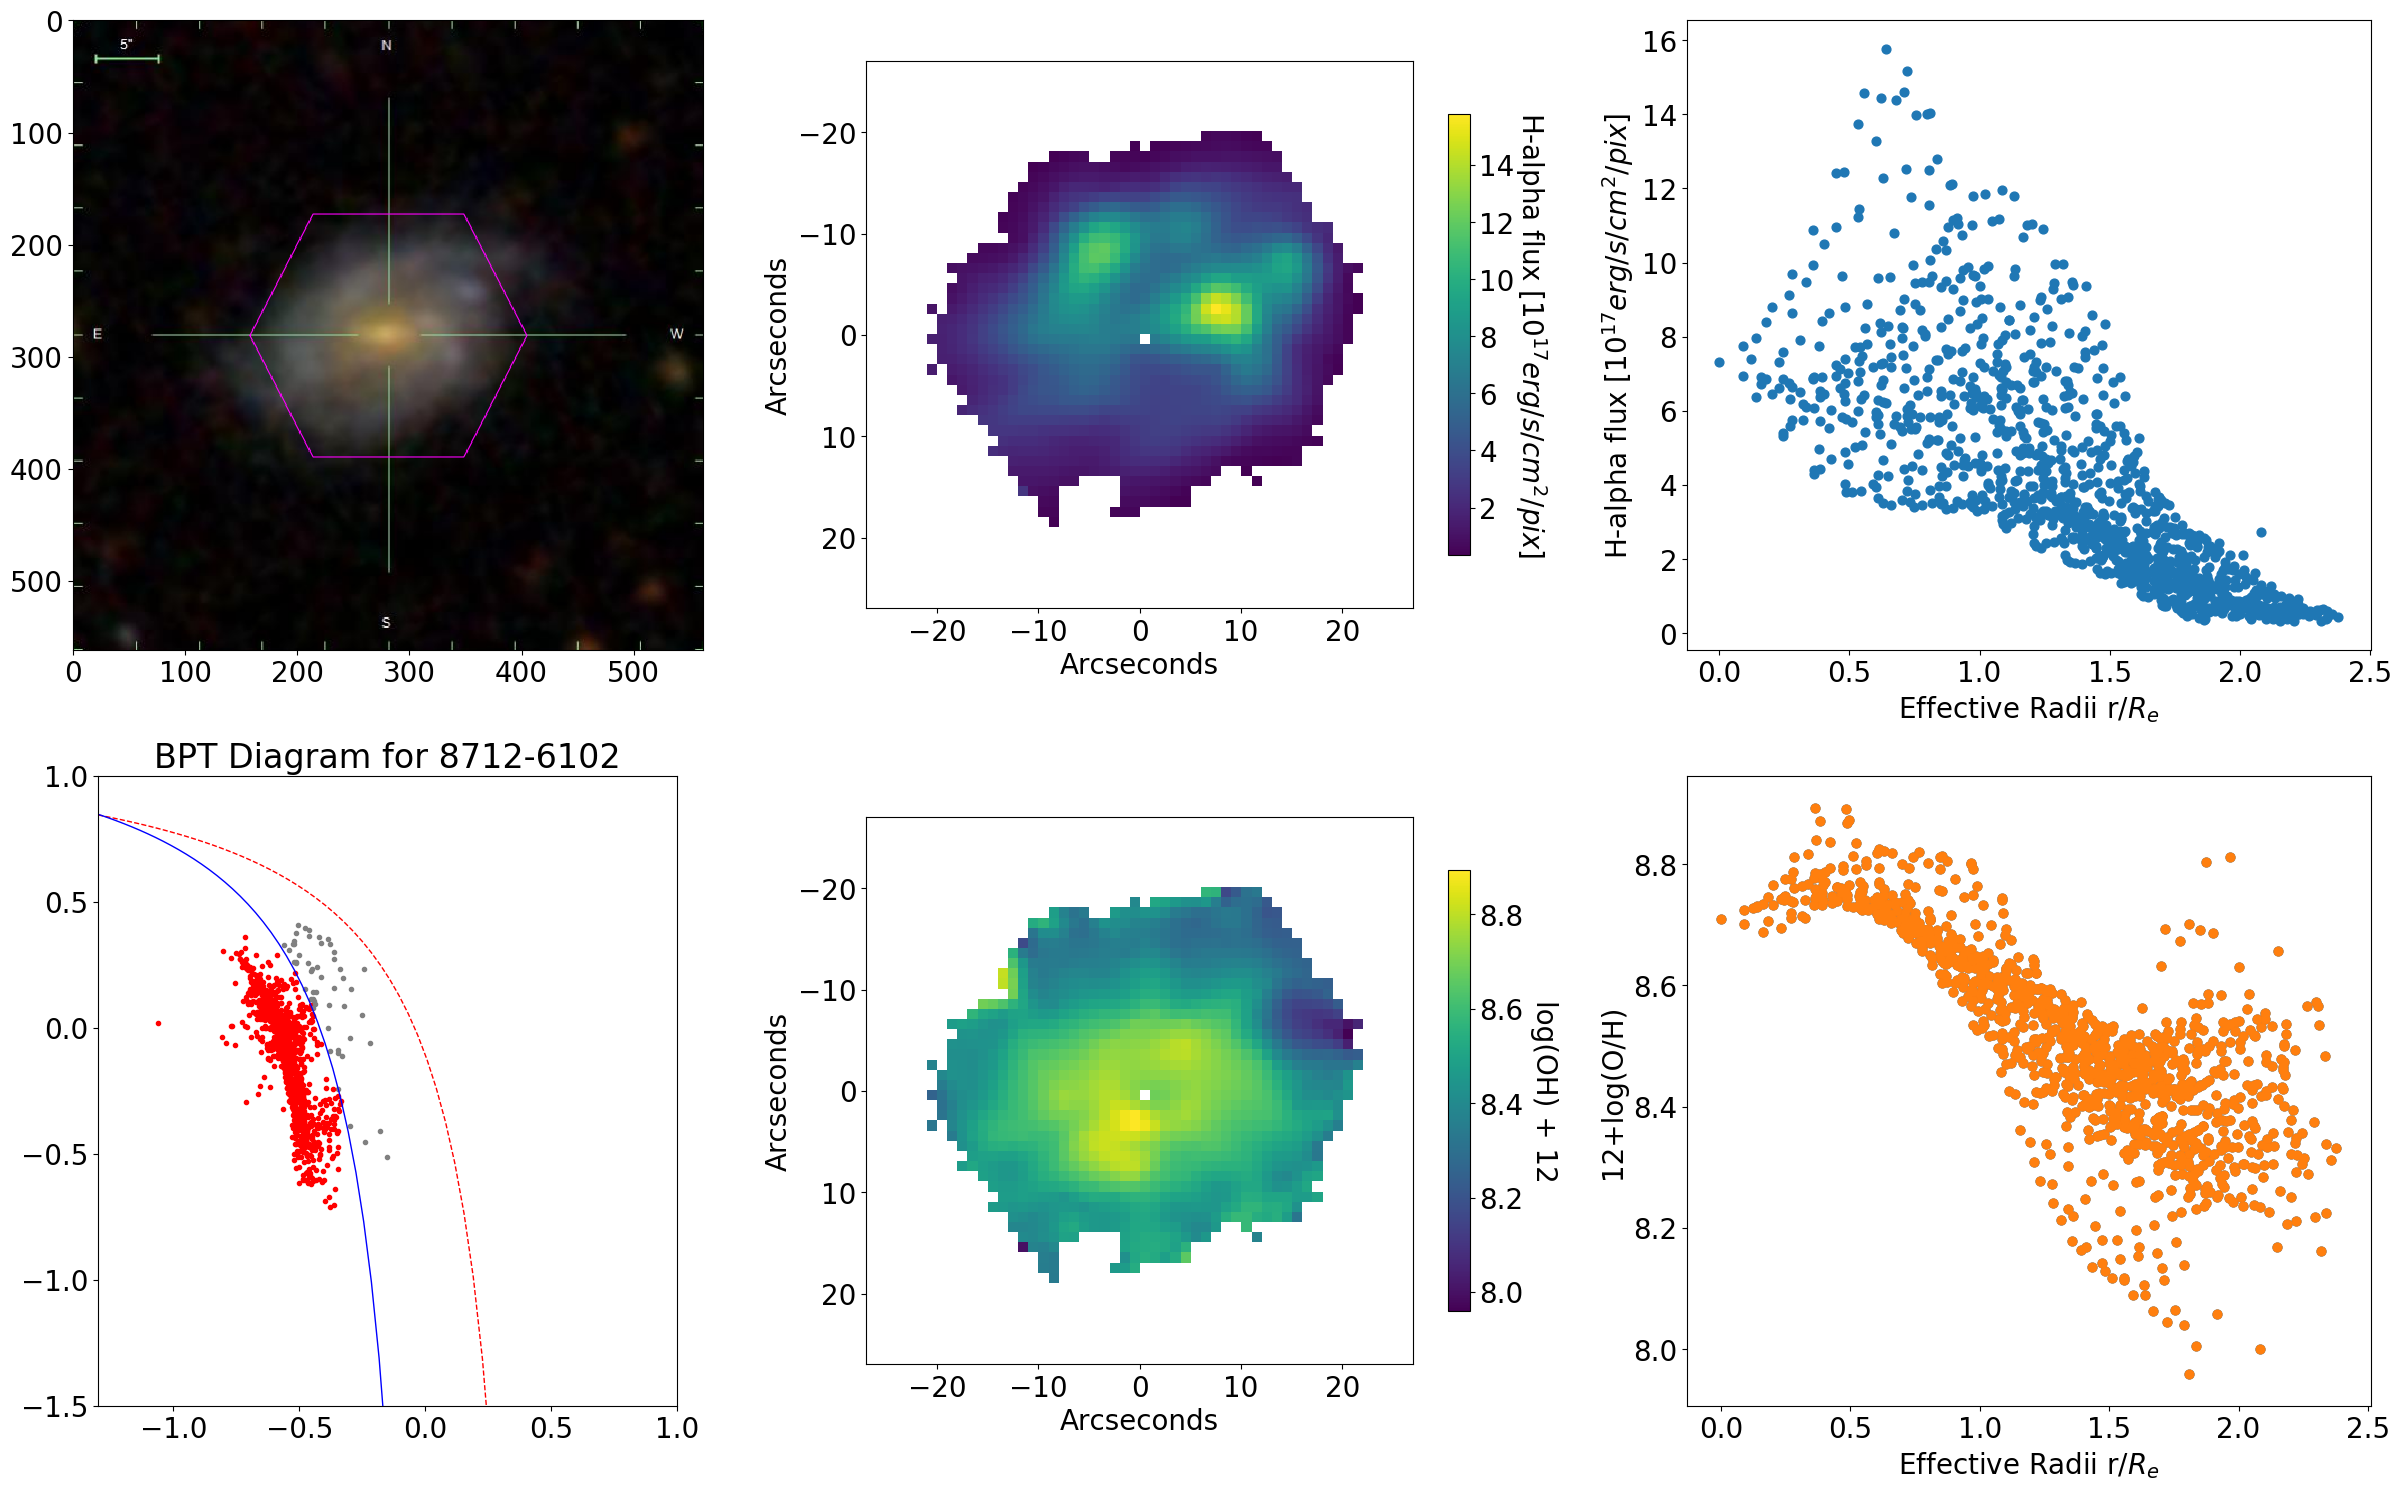 0
100
200
300
400
500
0 100 200 300 400 500
5"
N
E
W
S
−20
−10
0
10
20
−20 −10 0 10 20
Arcseconds
Arcseconds
14
12
10
8
6
4
2
H-alpha flux [10^17 erg/s/cm^2/pix]
16
14
12
10
8
6
4
2
0
0.0 0.5 1.0 1.5 2.0 2.5
H-alpha flux [10^17 erg/s/cm^2/pix]
Effective Radii r/R_e
BPT Diagram for 8712-6102
1.0
0.5
0.0
−0.5
−1.0
−1.5
−1.0 −0.5 0.0 0.5 1.0
−20
−10
0
10
20
−20 −10 0 10 20
Arcseconds
Arcseconds
8.8
8.6
8.4
8.2
8.0
log(OH) + 12
8.8
8.6
8.4
8.2
8.0
0.0 0.5 1.0 1.5 2.0 2.5
12+log(O/H)
Effective Radii r/R_e